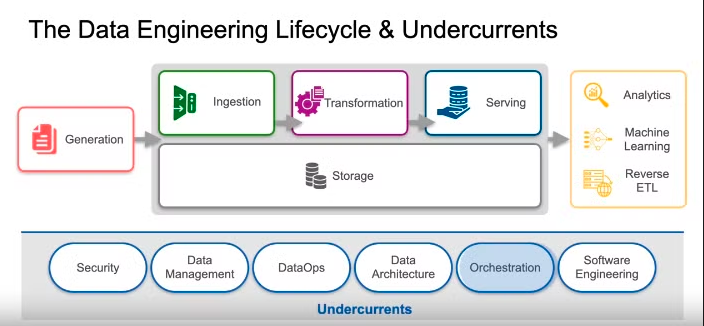 The Data Engineering Lifecycle & Undercurrents
Generation
Ingestion
Transformation
Serving
Storage
Analytics
Machine
Learning
Reverse
ETL
Security
Data
Management
DataOps
Data
Architecture
Orchestration
Software
Engineering
Undercurrents